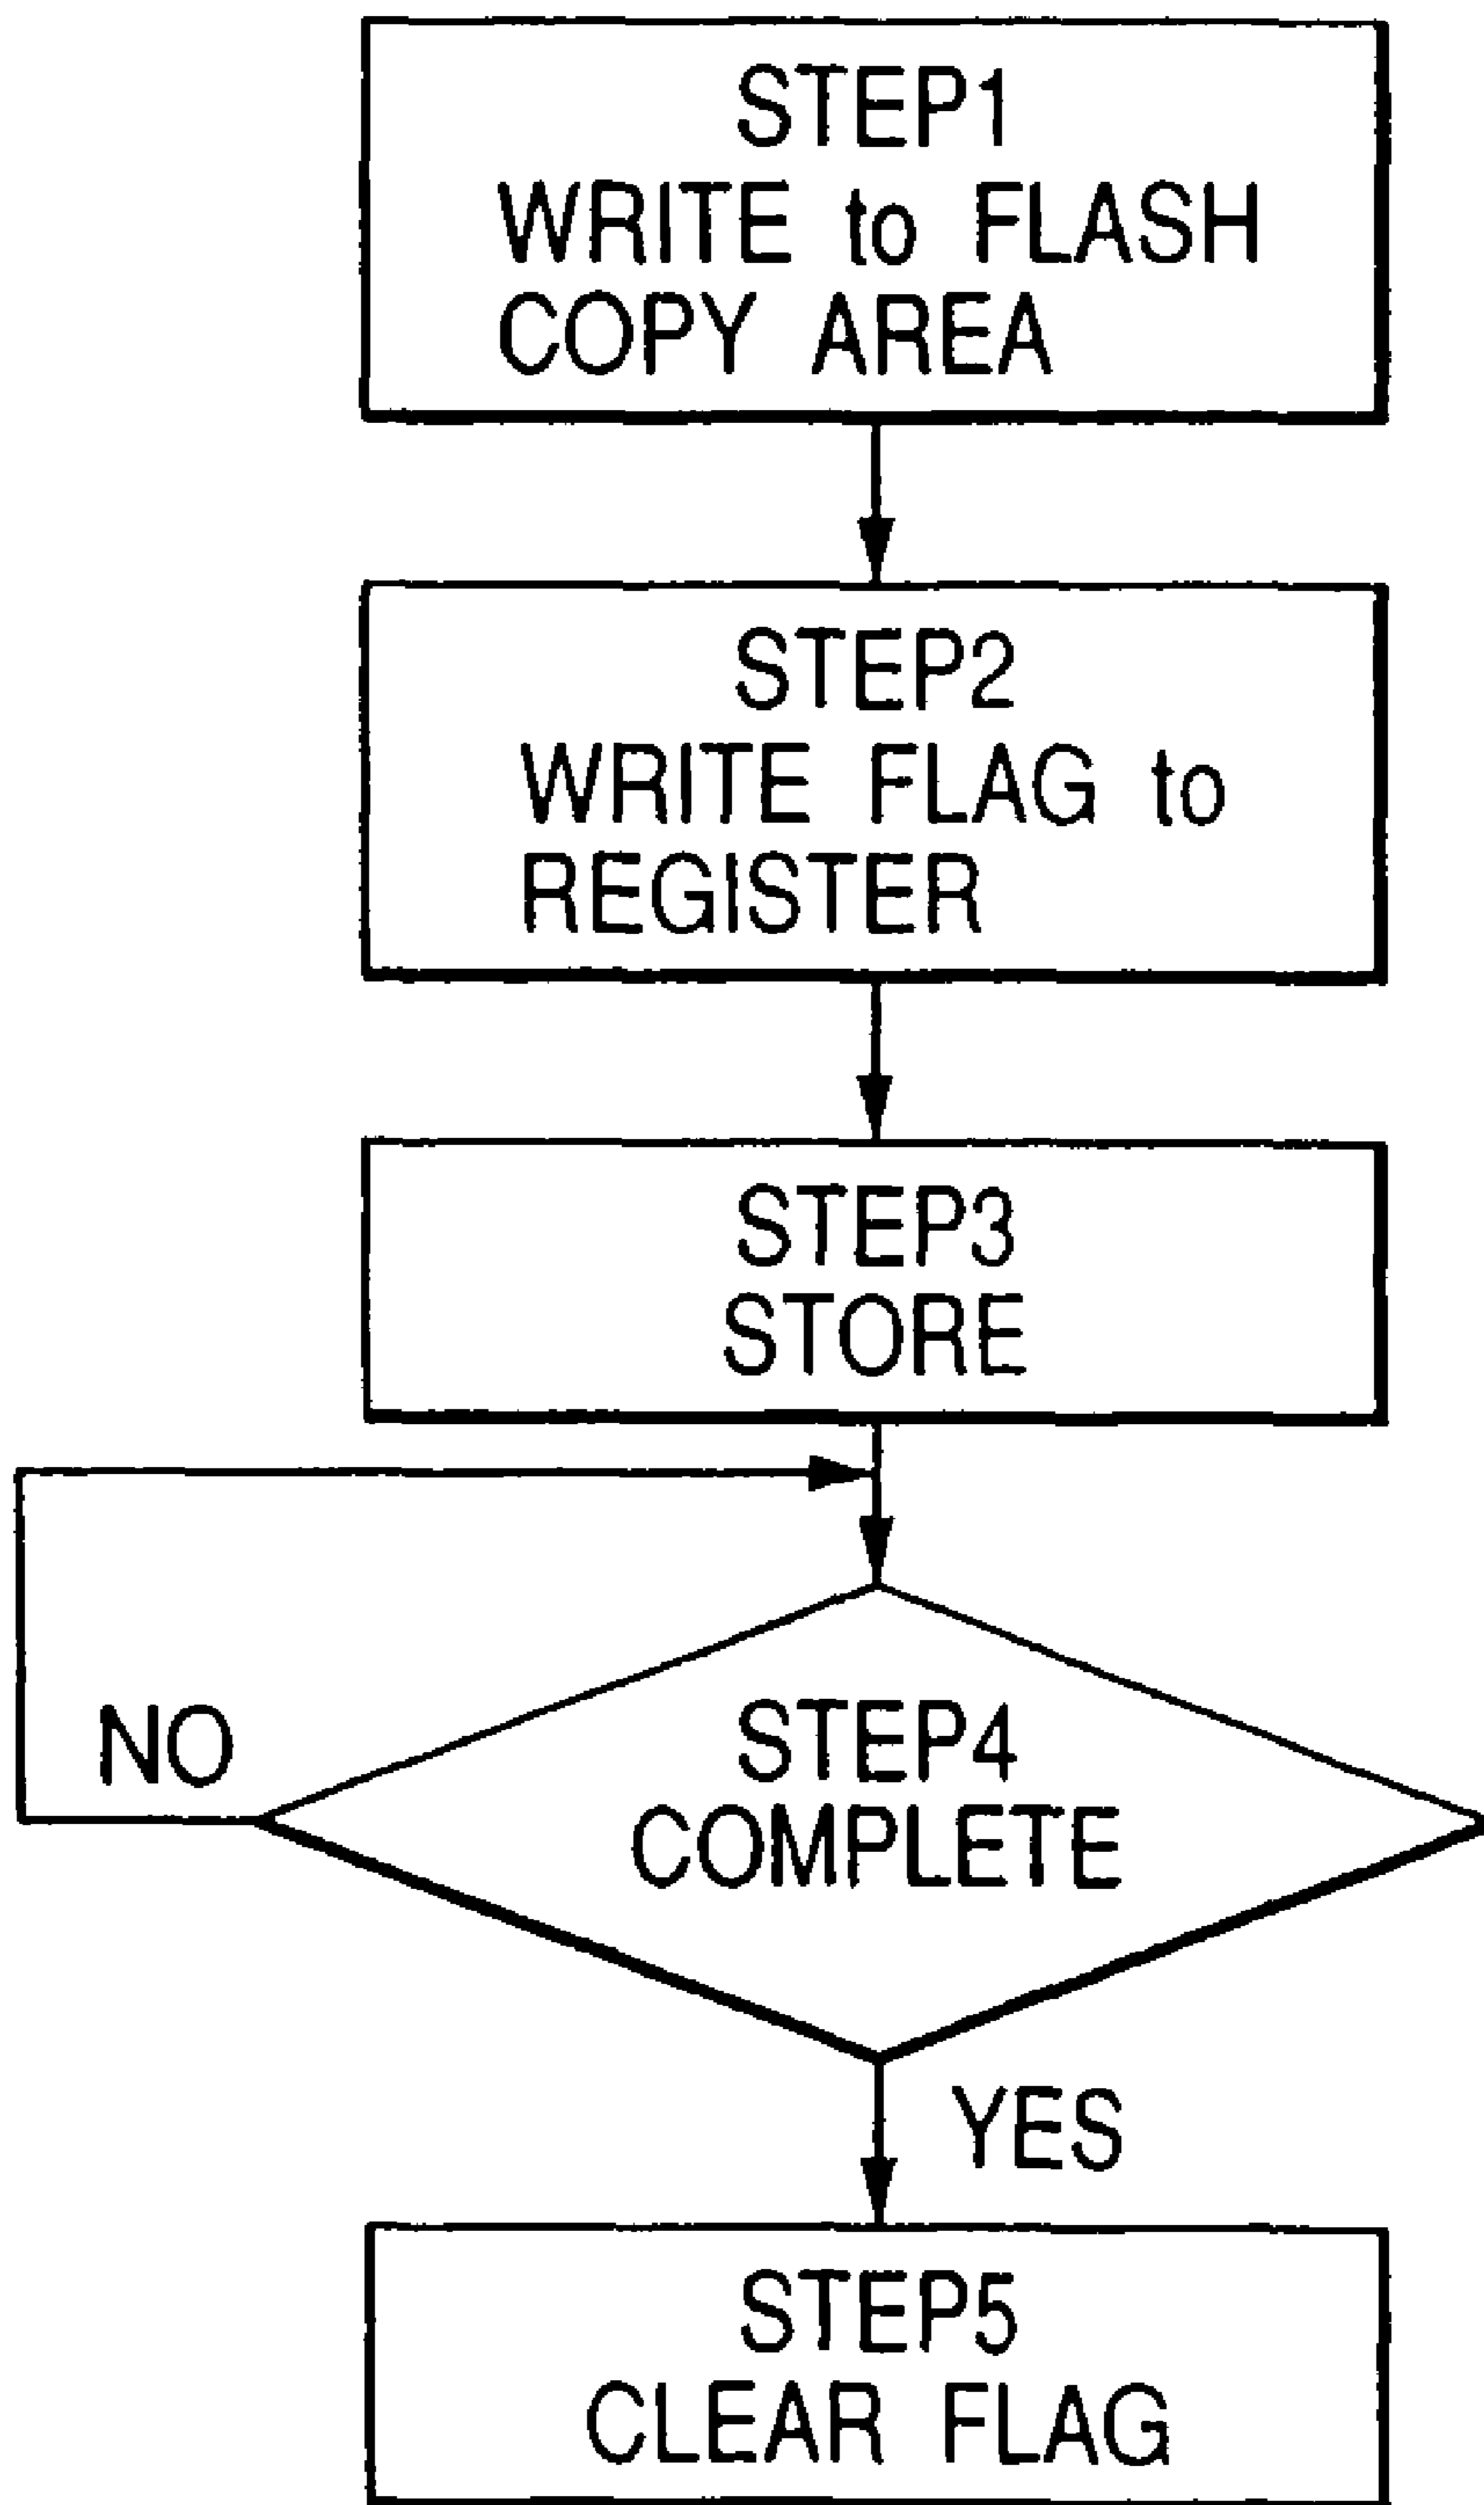 STEP1
WRITE to FLASH
COPY AREA
STEP2
WRITE FLAG to
REGISTER
STEP3
STORE
NO
STEP4
COMPLETE
YES
STEP5
CLEAR FLAG